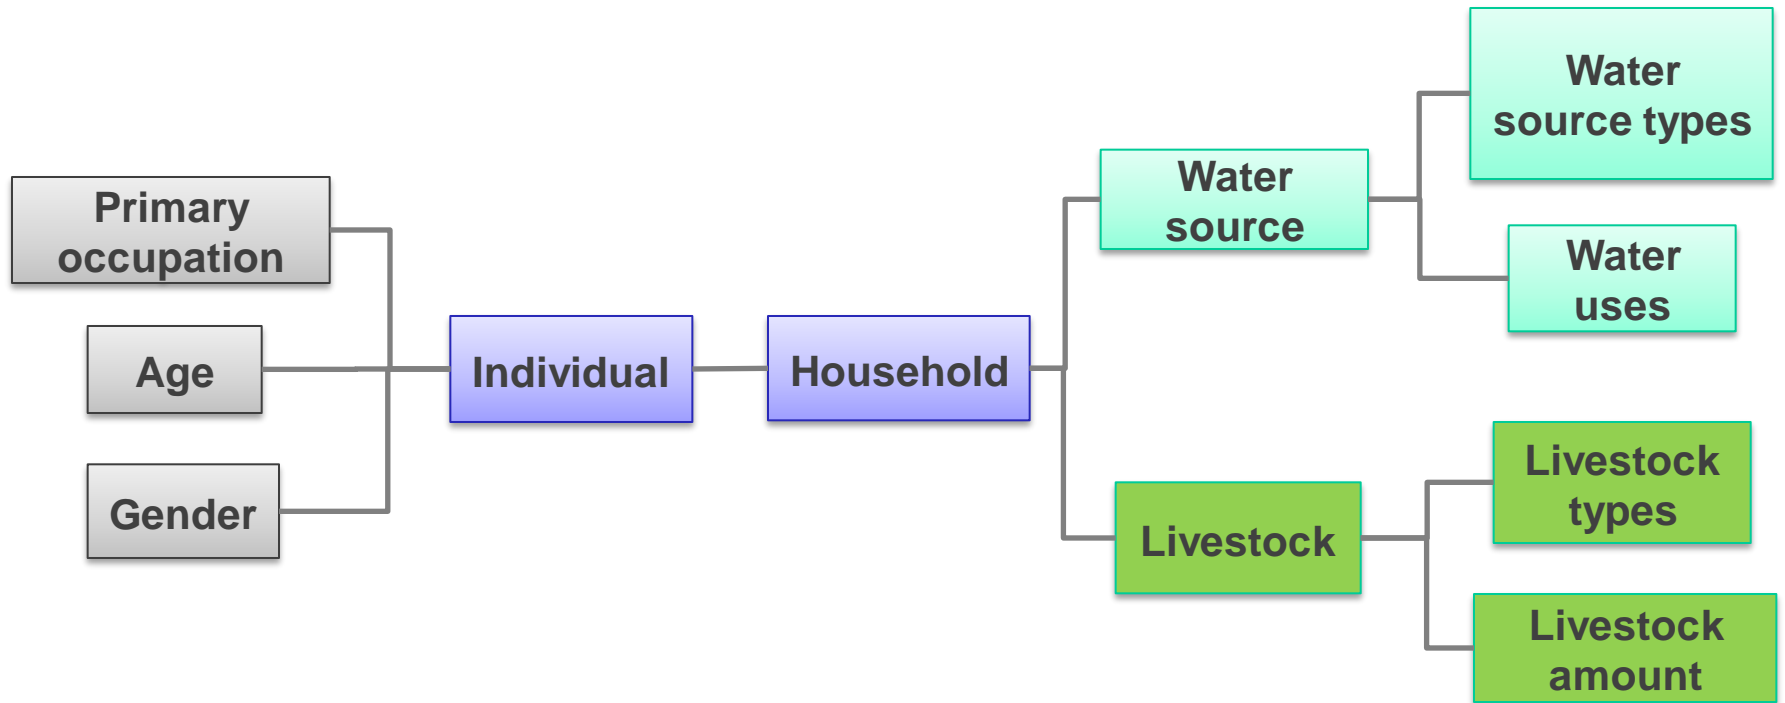 Primary
occupation
Age
Gender
Individual
Household
Water
source
Water
source types
Water
uses
Livestock
Livestock
types
Livestock
amount